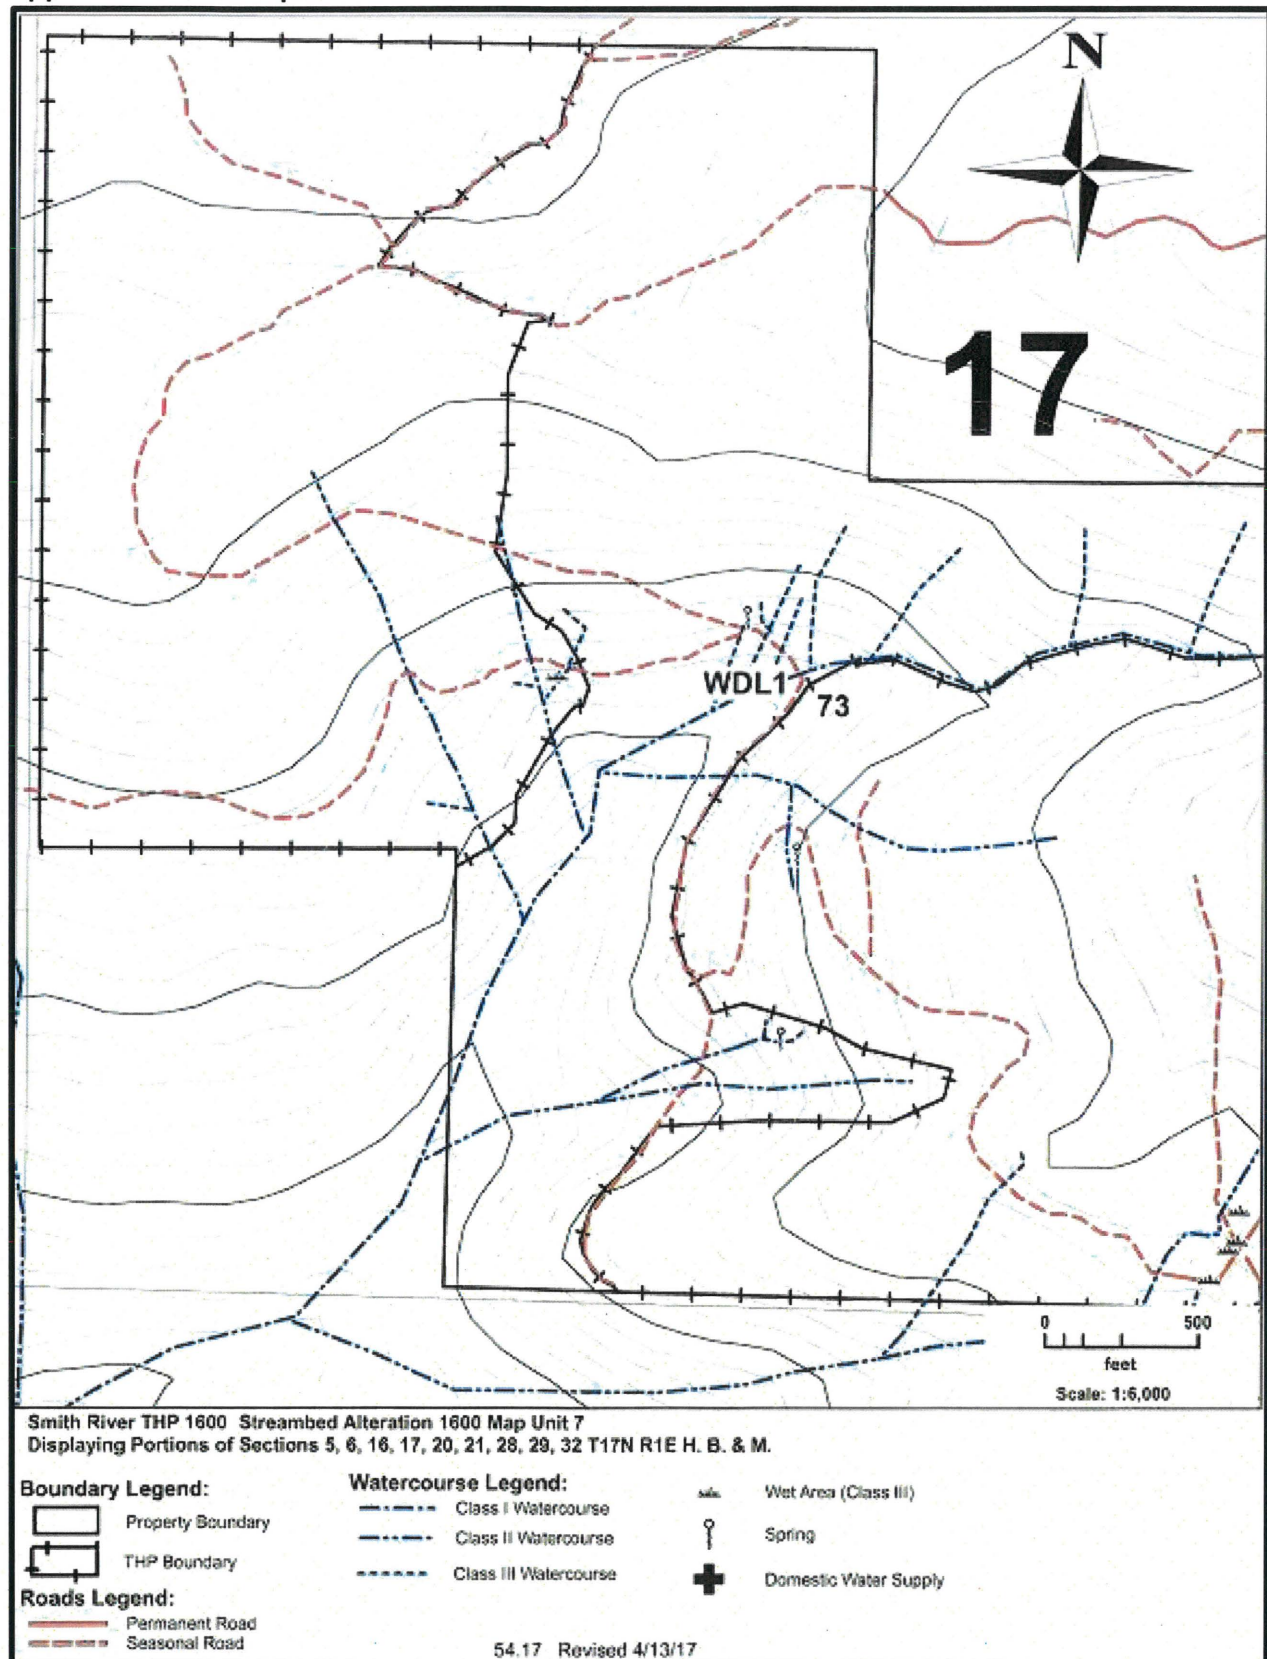 N
17
WDL1
73
0 500
feet
Scale: 1:6,000
Smith River THP 1600 Streambed Alteration 1600 Map Unit 7
Displaying Portions of Sections 5, 6, 16, 17, 20, 21, 28, 29, 32 T17N R1E H. B. & M.
Boundary Legend:
Property Boundary
THP Boundary
Roads Legend:
Permanent Road
Seasonal Road
Watercourse Legend:
Class I Watercourse
Class II Watercourse
Class III Watercourse
Wet Area (Class III)
Spring
Domestic Water Supply
54.17 Revised 4/13/17